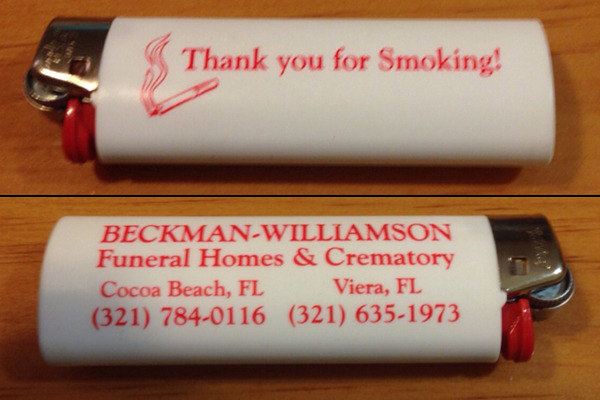 Thank you for Smoking!
BECKMAN-WILLIAMSON
Funeral Homes & Crematory
Cocoa Beach, FL Viera, FL
(321) 784-0116 (321) 635-1973